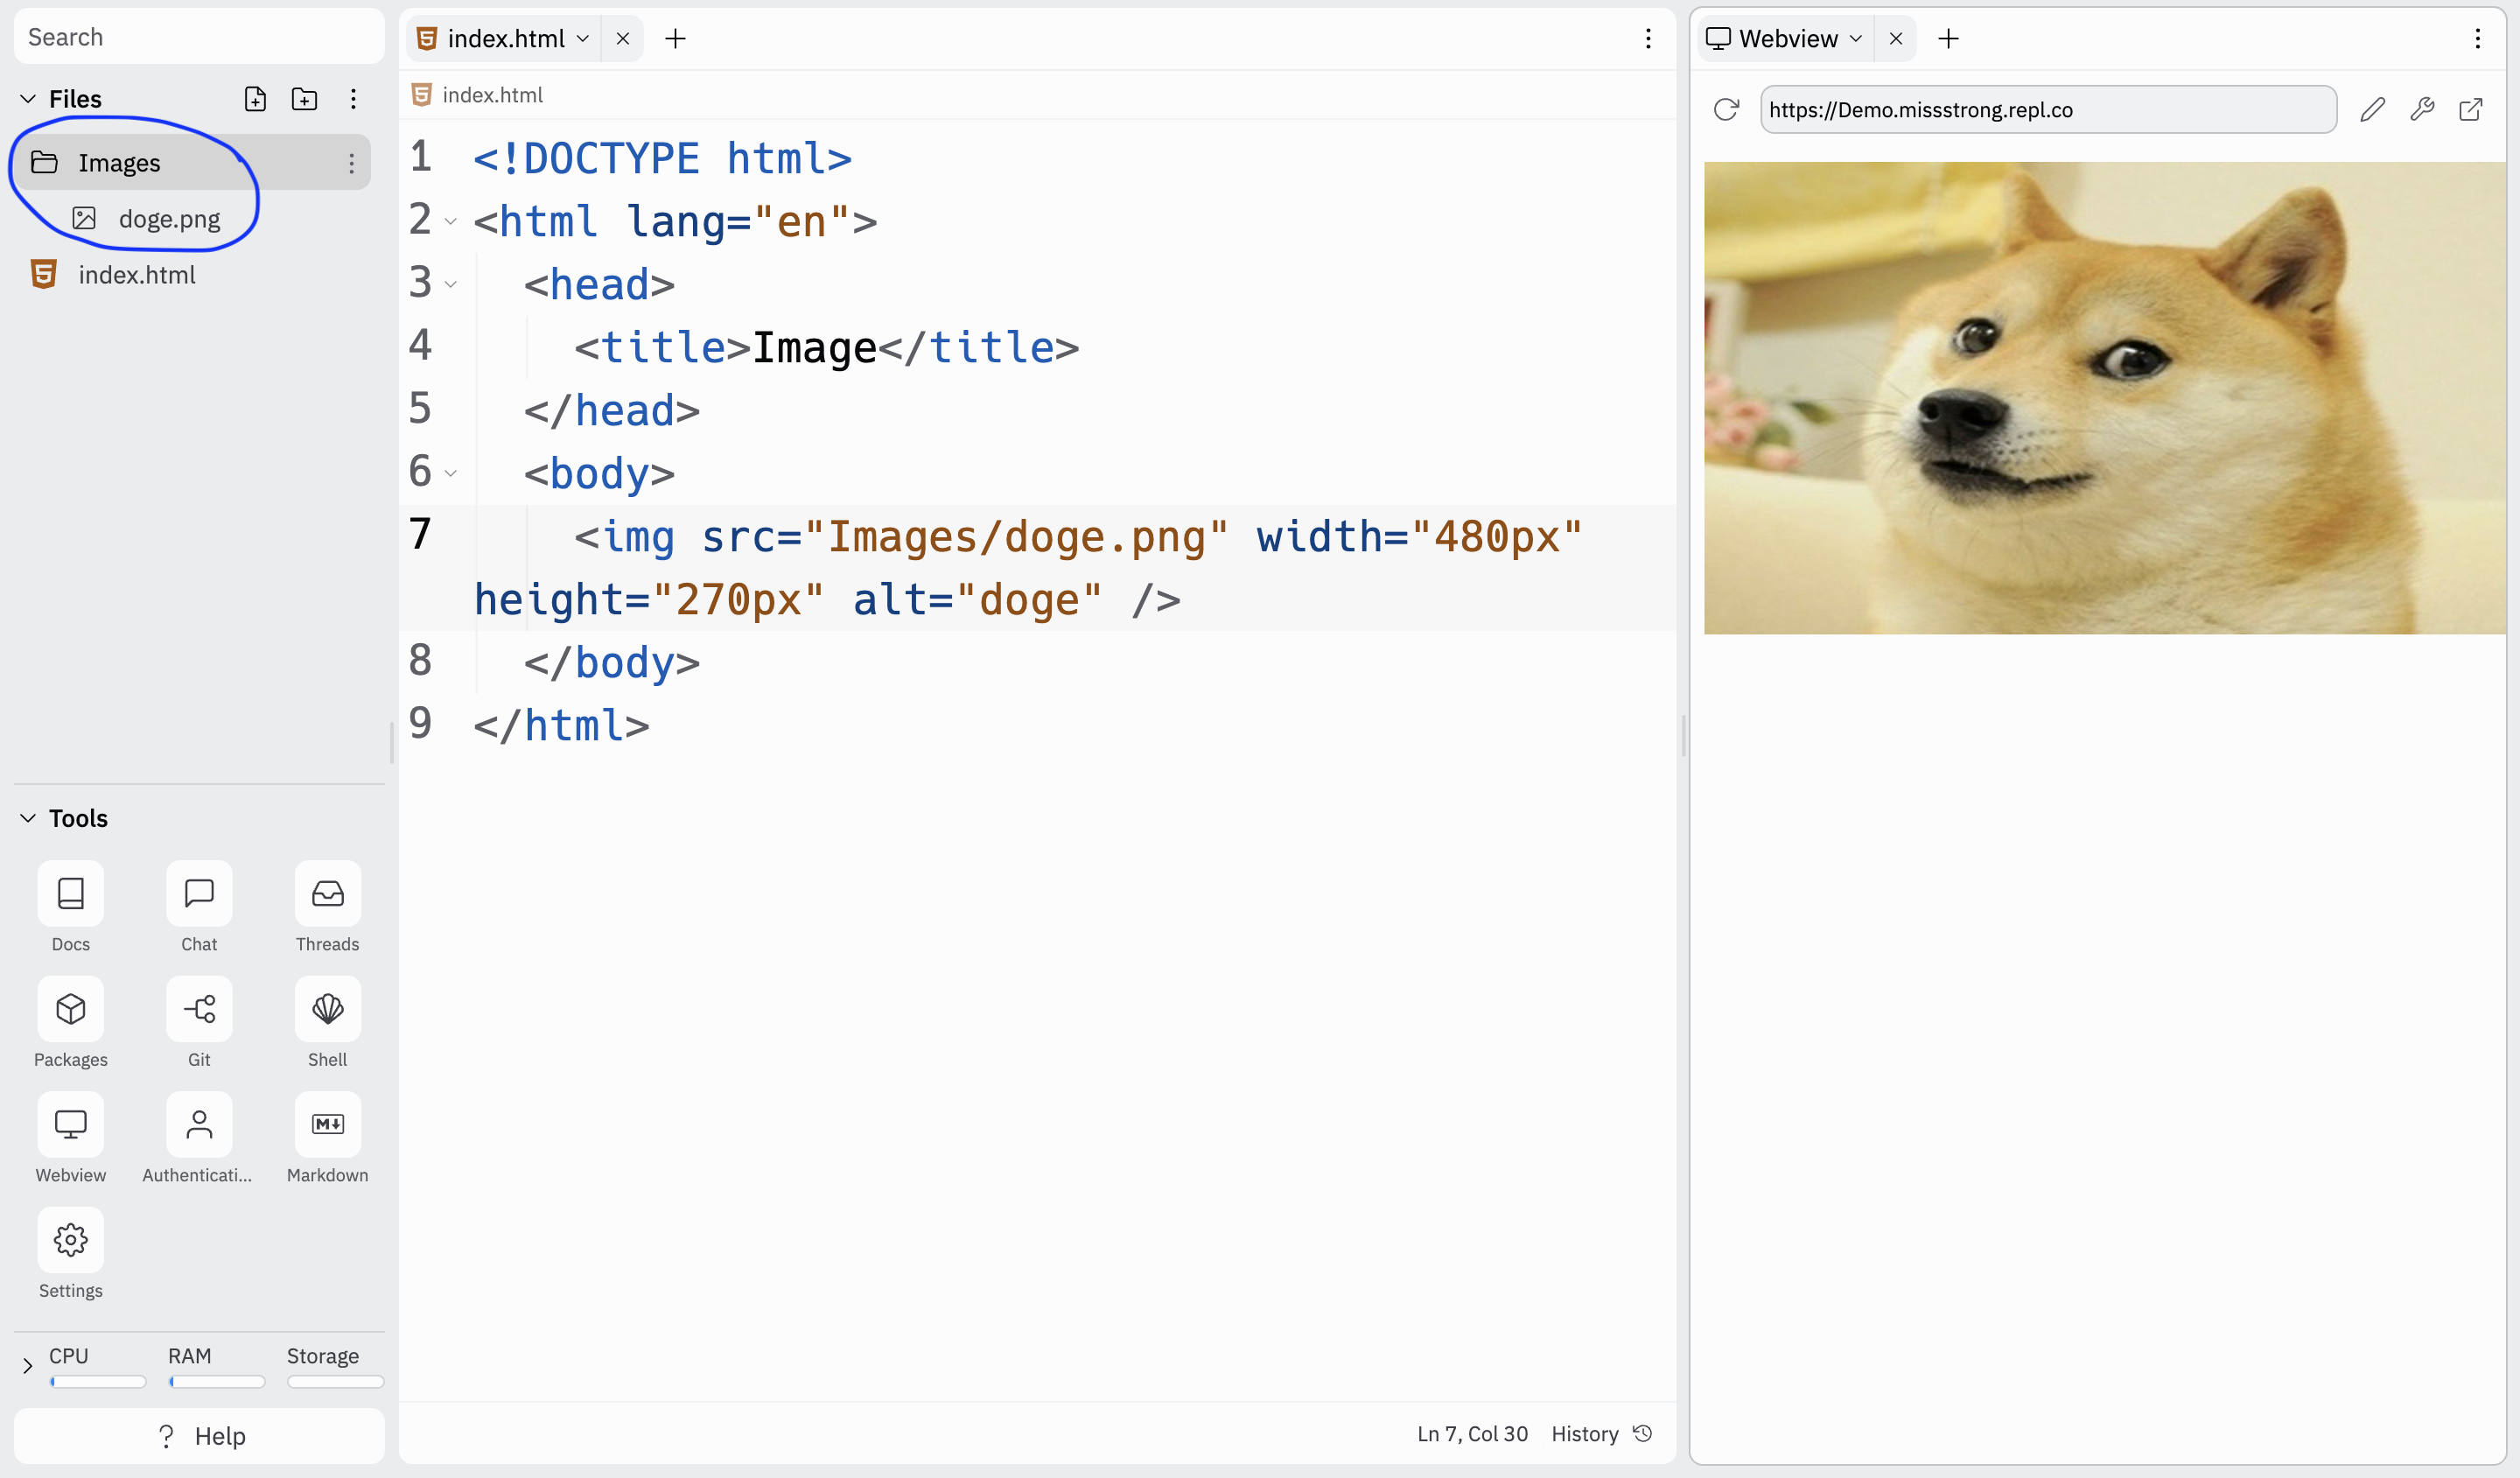 Search
Files
Images
doge.png
index.html
Tools
Docs
Chat
Threads
Packages
Git
Shell
Webview
Authenticati...
M↓
Markdown
Settings
CPU
RAM
Storage
? Help
index.html
index.html
1 <!DOCTYPE html>
2 <html lang="en">
3 <head>
4 <title>Image</title>
5 </head>
6 <body>
7 <img src="Images/doge.png" width="480px"
height="270px" alt="doge" />
8 </body>
9 </html>
Ln 7, Col 30 History
Webview
https://Demo.missstrong.repl.co